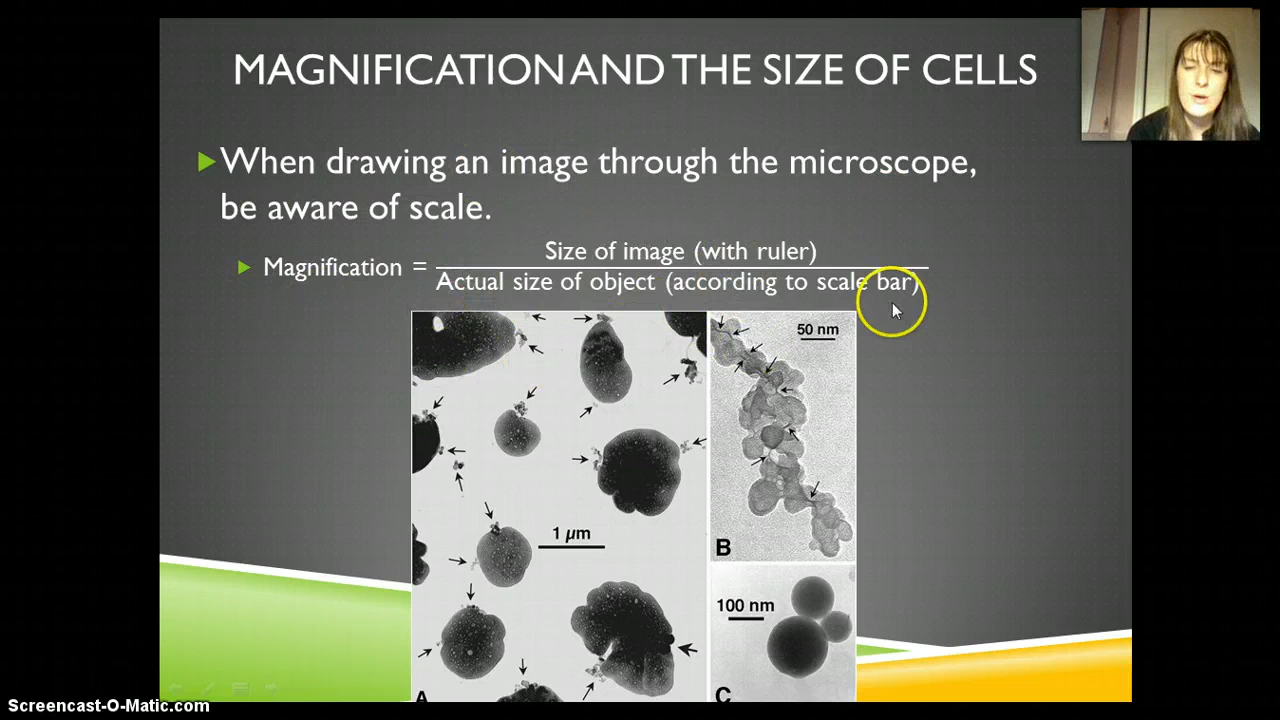 MAGNIFICATION AND THE SIZE OF CELLS
When drawing an image through the microscope,
be aware of scale.
Magnification =
Size of image (with ruler)
Actual size of object (according to scale bar)
50 nm
1 µm
B
100 nm
A
C
Screencast-O-Matic.com